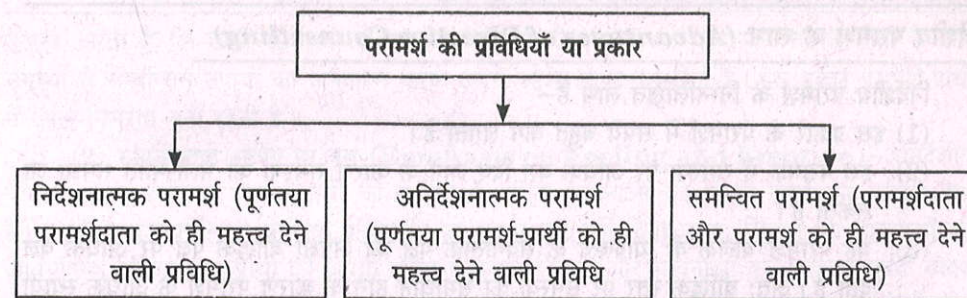 परामर्श की प्रविधियाँ या प्रकार
निर्देशनात्मक परामर्श (पूर्णतया
परामर्शदाता को ही महत्त्व देने
वाली प्रविधि)
अनिर्देशनात्मक परामर्श
(पूर्णतया परामर्श-प्रार्थी को ही
महत्त्व देने वाली प्रविधि
समन्वित परामर्श (परामर्शदाता
और परामर्श को ही महत्त्व देने
वाली प्रविधि)